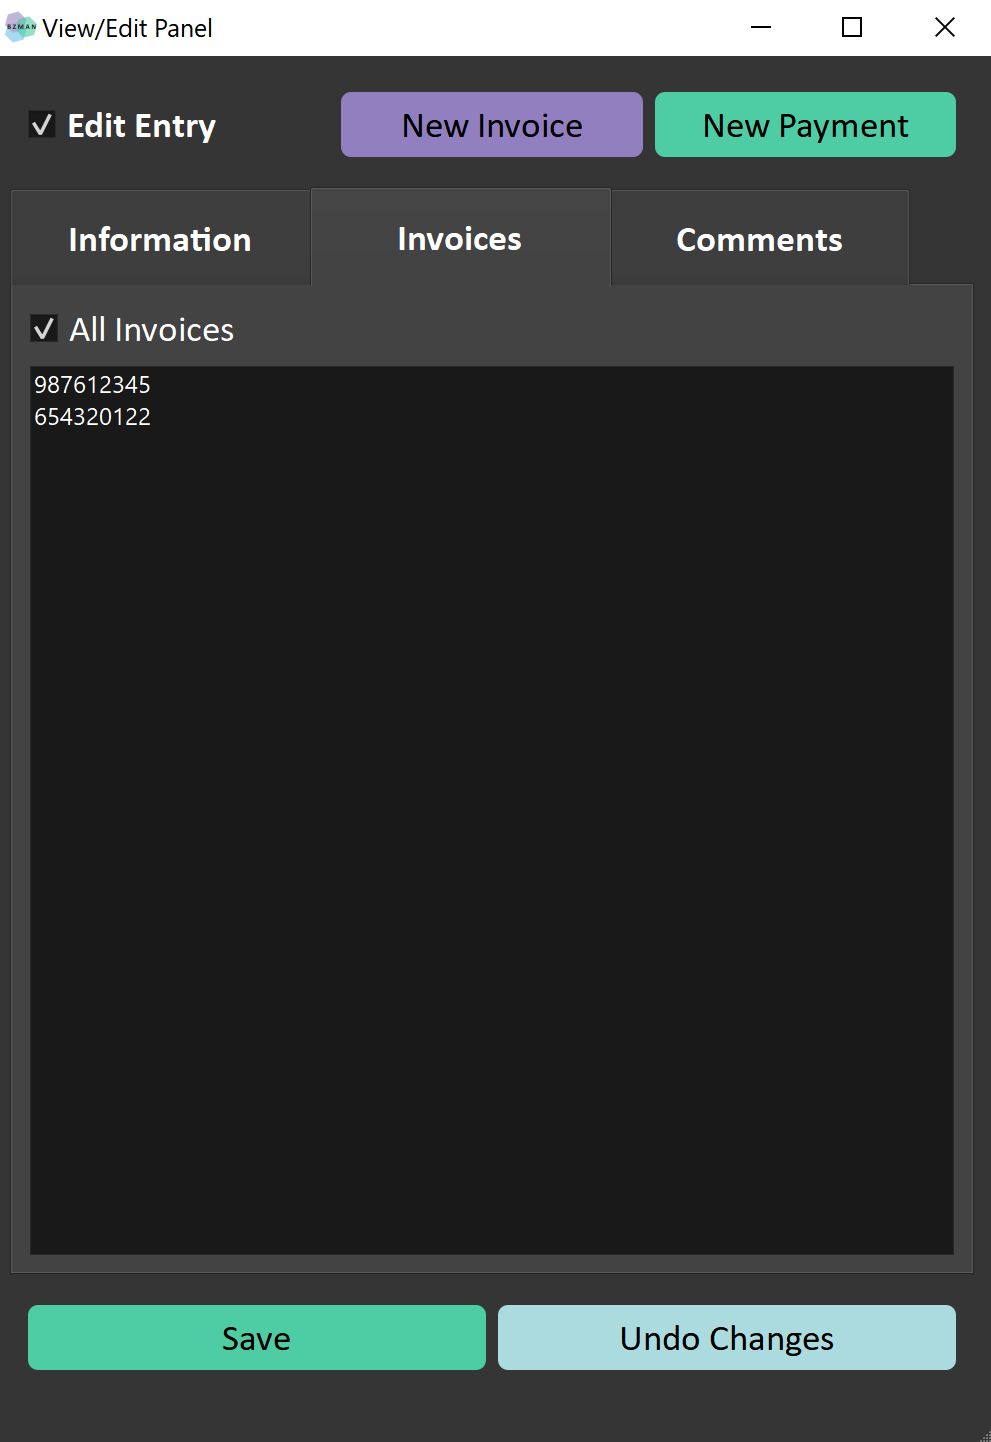 BZMAN View/Edit Panel
Edit Entry New Invoice New Payment
Information Invoices Comments
All Invoices
987612345
654320122
Save Undo Changes